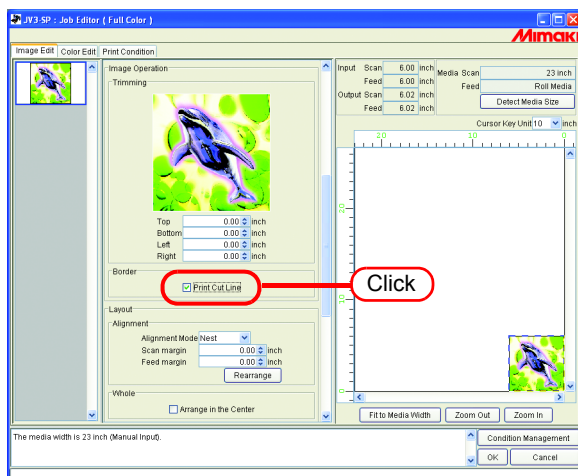 JV3-SP : Job Editor ( Full Color )
Mimaki
Image Edit Color Edit Print Condition
Image Operation
Trimming
Top 0.00 inch
Bottom 0.00 inch
Left 0.00 inch
Right 0.00 inch
Border
Print Cut Line
Click
Layout
Alignment
Alignment Mode Nest
Scan margin 0.00 inch
Feed margin 0.00 inch
Rearrange
Whole
Arrange in the Center
Input Scan 6.00 inch
Feed 6.00 inch
Output Scan 6.02 inch
Feed 6.02 inch
Media Scan 23 inch
Feed Roll Media
Detect Media Size
Cursor Key Unit 10 inch
20 10 0
20
10
0
Fit to Media Width Zoom Out Zoom In
The media width is 23 inch (Manual Input).
Condition Management
OK Cancel